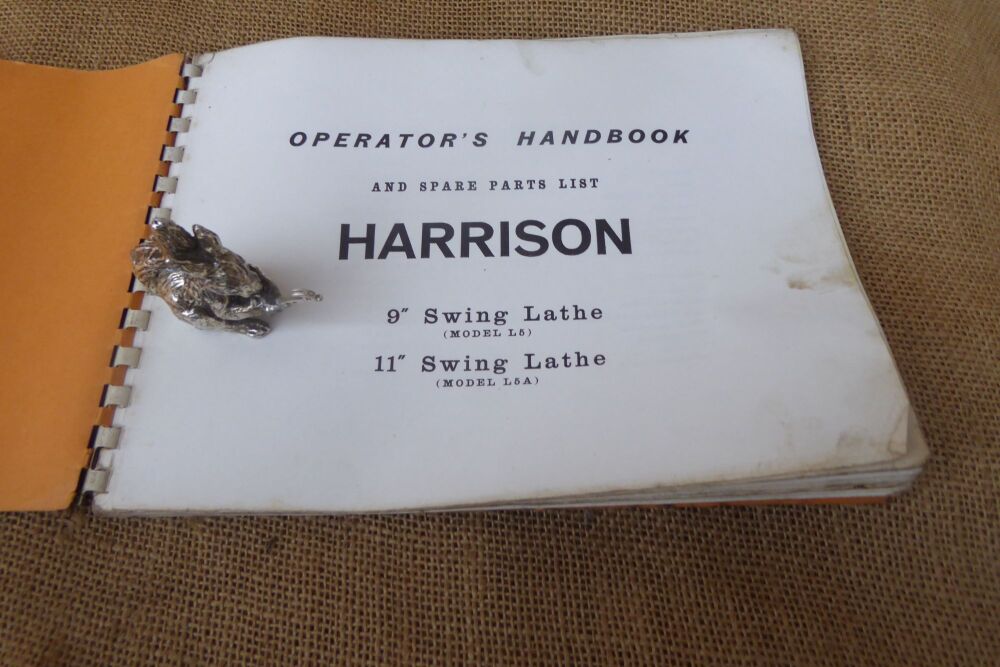 OPERATOR'S HANDBOOK
AND SPARE PARTS LIST
HARRISON
9″ Swing Lathe
(MODEL L5)
11″ Swing Lathe
(MODEL L5A)